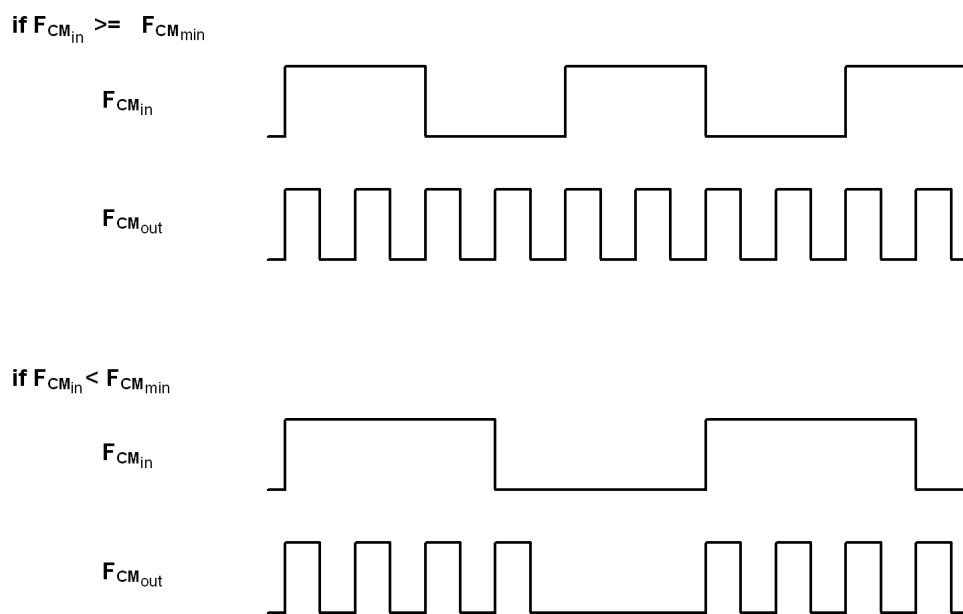 if F_CM_in >= F_CM_min
F_CM_in
F_CM_out
if F_CM_in < F_CM_min
F_CM_in
F_CM_out